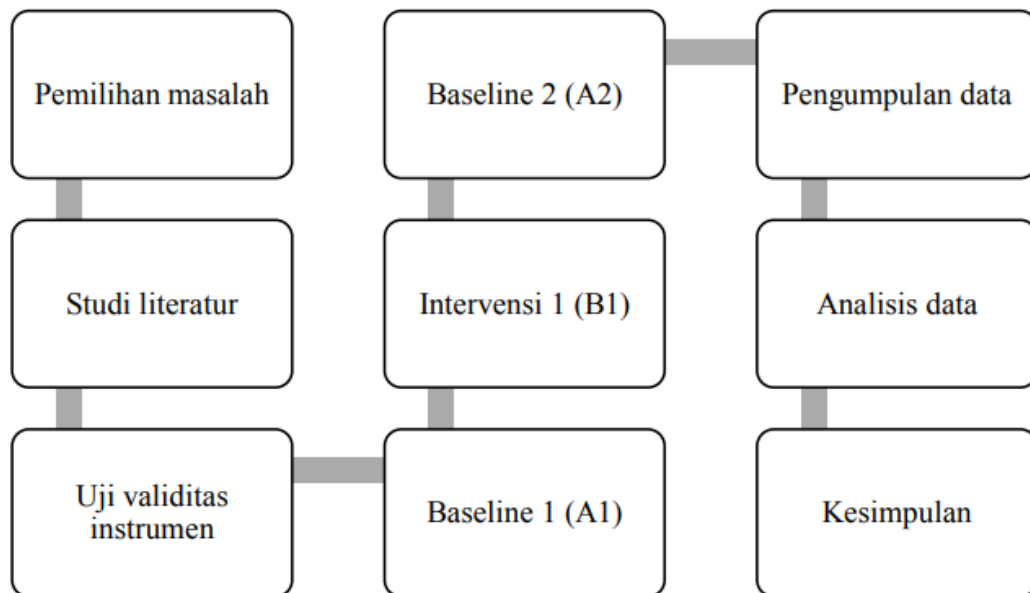 Pemilihan masalah
Studi literatur
Uji validitas
instrumen
Baseline 1 (A1)
Intervensi 1 (B1)
Baseline 2 (A2)
Pengumpulan data
Analisis data
Kesimpulan